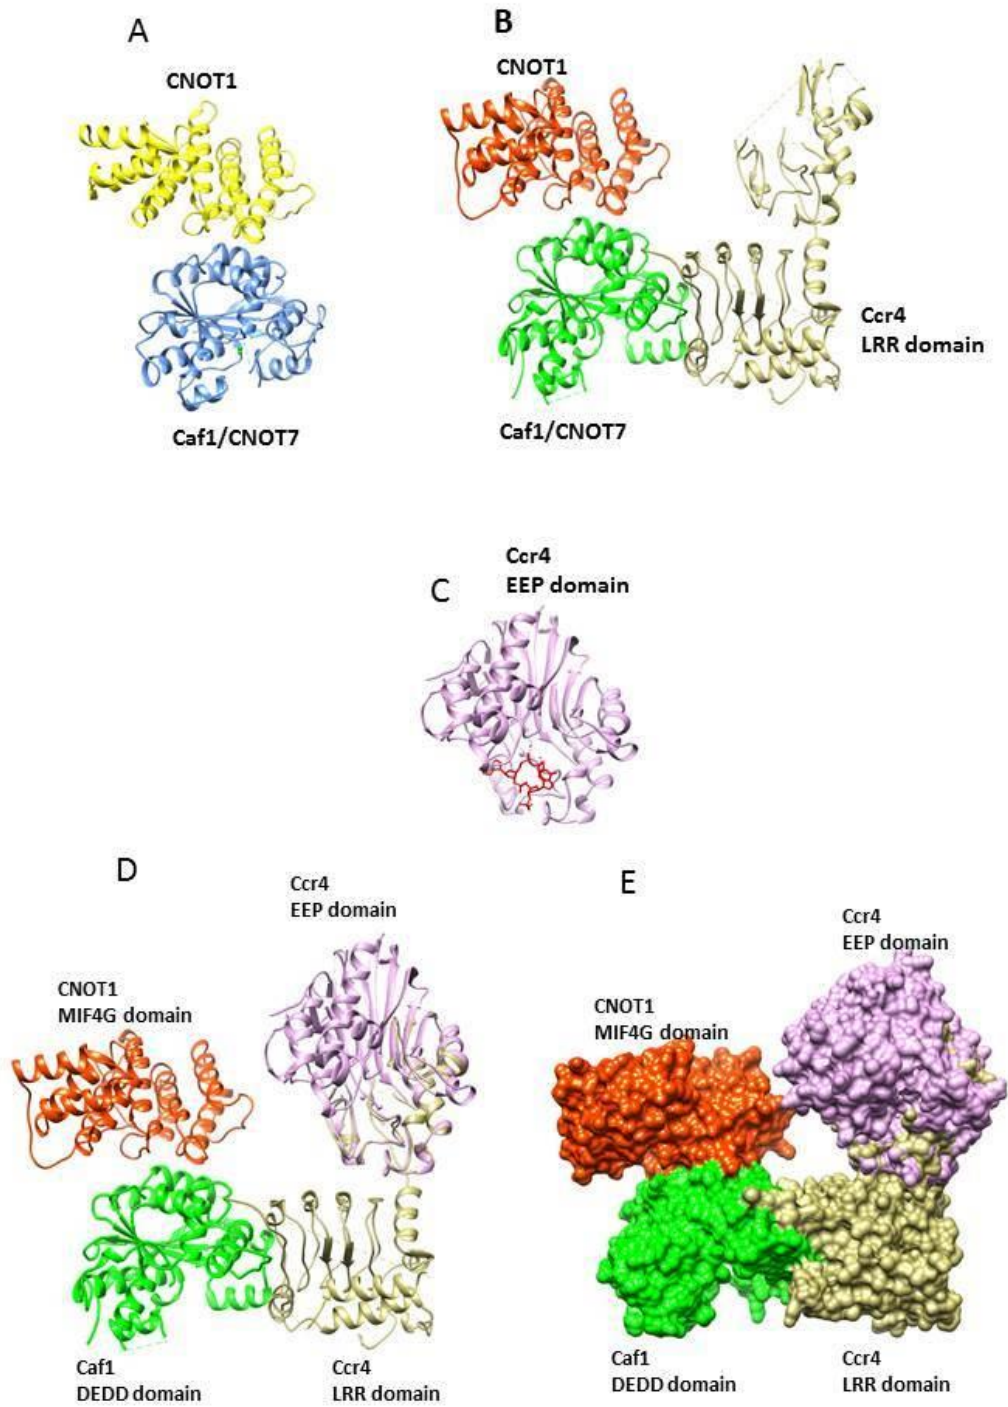 A
CNOT1
Caf1/CNOT7
B
CNOT1
Ccr4
LRR domain
Caf1/CNOT7
C
Ccr4
EEP domain
D
Ccr4
EEP domain
CNOT1
MIF4G domain
Caf1
DEDD domain
Ccr4
LRR domain
E
Ccr4
EEP domain
CNOT1
MIF4G domain
Caf1
DEDD domain
Ccr4
LRR domain